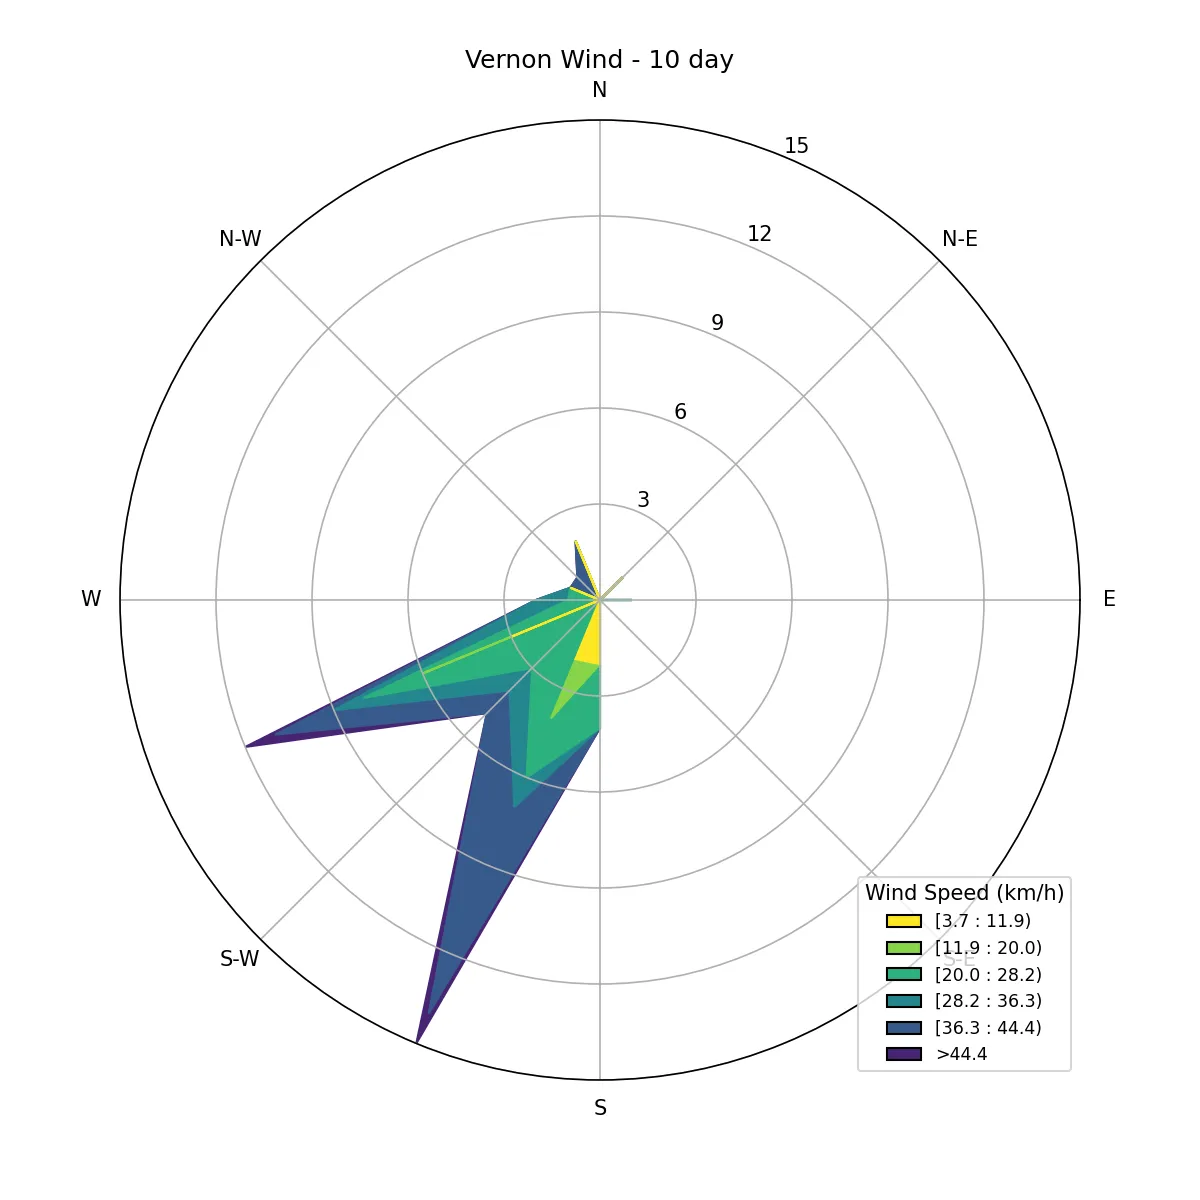 Vernon Wind - 10 day
N
15
12
N-W
N-E
9
6
3
W
E
Wind Speed (km/h)
[3.7 : 11.9)
[11.9 : 20.0)
S-W
S-E
[20.0 : 28.2)
[28.2 : 36.3)
[36.3 : 44.4)
>44.4
S